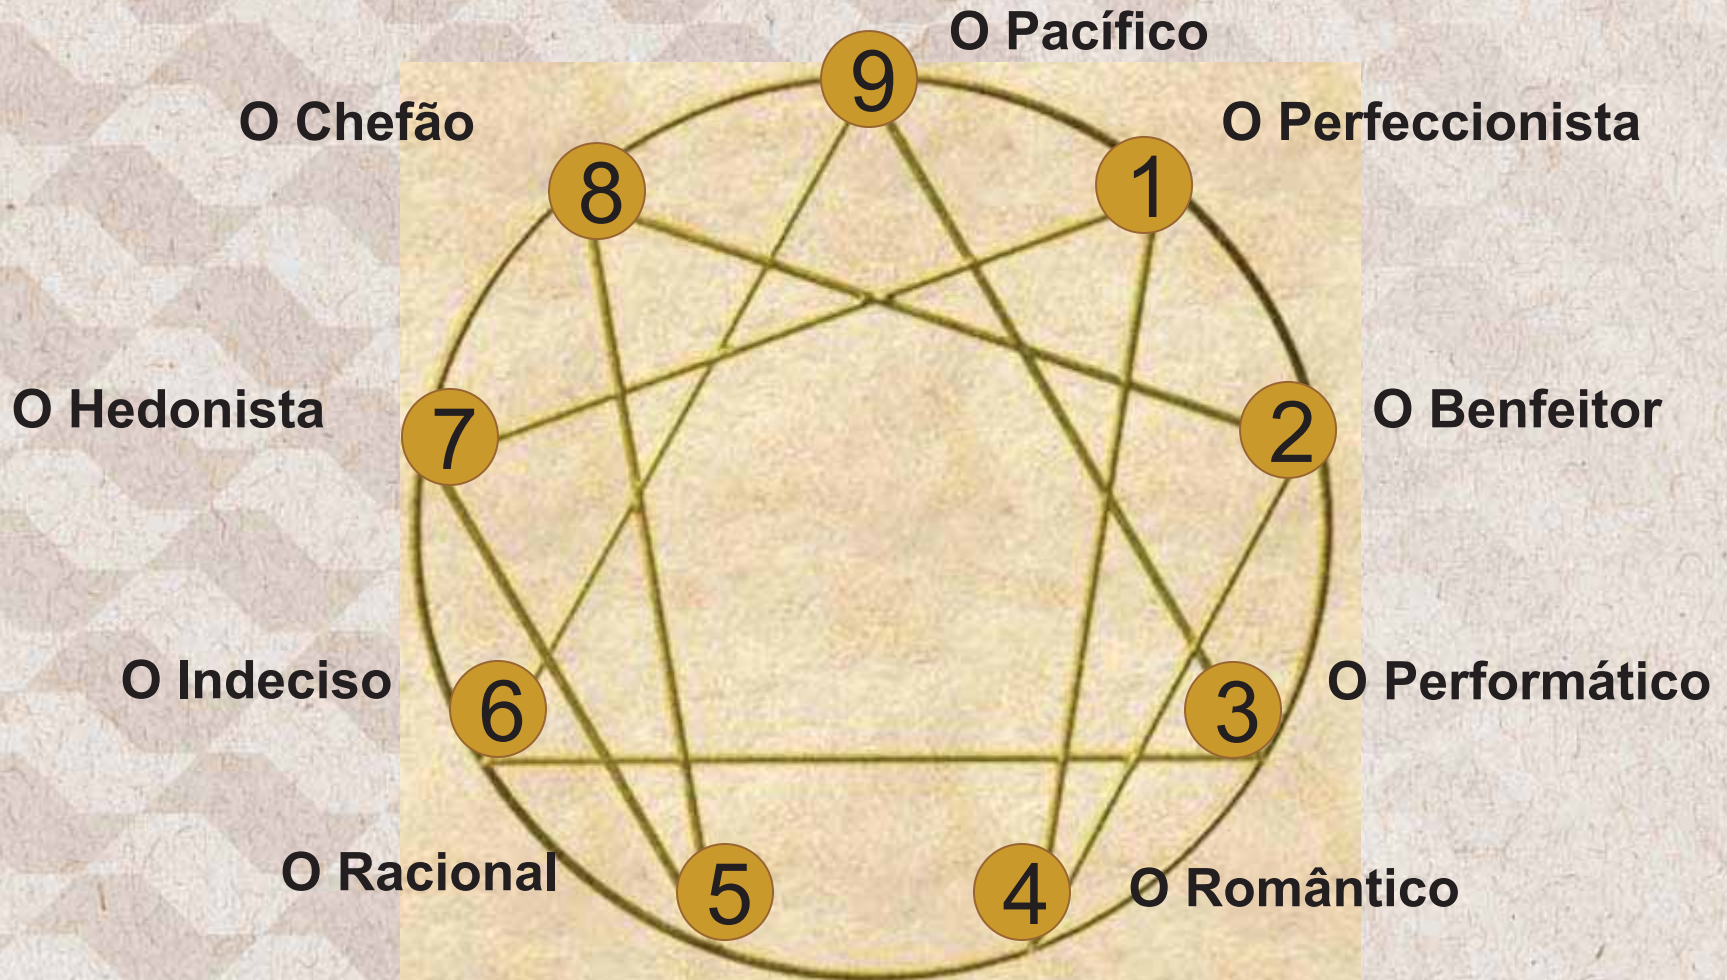 O Pacífico
9
O Chefão
O Perfeccionista
8
1
O Hedonista
7
2
O Benfeitor
O Indeciso
6
3
O Performático
O Racional
5
4
O Romântico